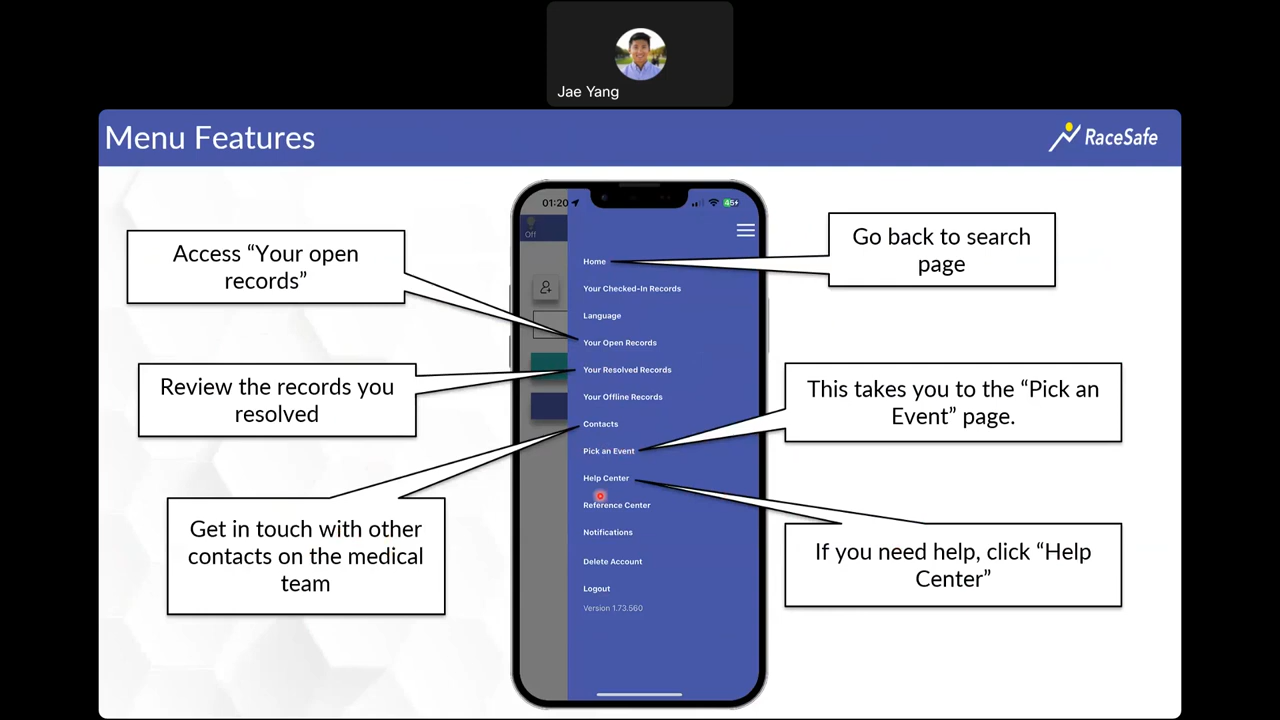 Jae Yang
Menu Features
RaceSafe
Access “Your open
records”
Review the records you
resolved
Get in touch with other
contacts on the medical
team
01:20
45
Off
Home
Your Checked-In Records
Language
Your Open Records
Your Resolved Records
Your Offline Records
Contacts
Pick an Event
Help Center
Reference Center
Notifications
Delete Account
Logout
Version 1.73.560
Go back to search
page
This takes you to the “Pick an
Event” page.
If you need help, click “Help
Center”